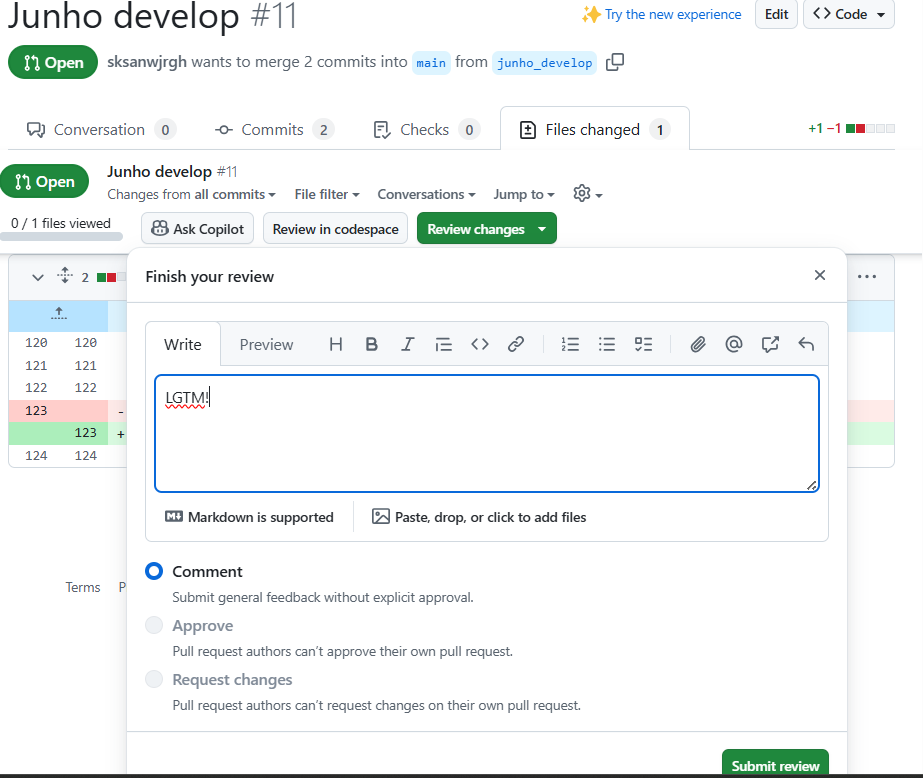 Junho develop #11
Try the new experience
Edit
<> Code
Open
sksanwjrgh wants to merge 2 commits into main from junho_develop
Conversation 0
Commits 2
Checks 0
Files changed 1
+1 −1
Open
Junho develop #11
Changes from all commits
File filter
Conversations
Jump to
0 / 1 files viewed
Ask Copilot
Review in codespace
Review changes
2
Finish your review
Write
Preview
LGTM!
Markdown is supported
Paste, drop, or click to add files
Comment
Submit general feedback without explicit approval.
Approve
Pull request authors can’t approve their own pull request.
Request changes
Pull request authors can’t request changes on their own pull request.
Submit review
120 120
121 121
122 122
123 -
123 +
124 124
Terms